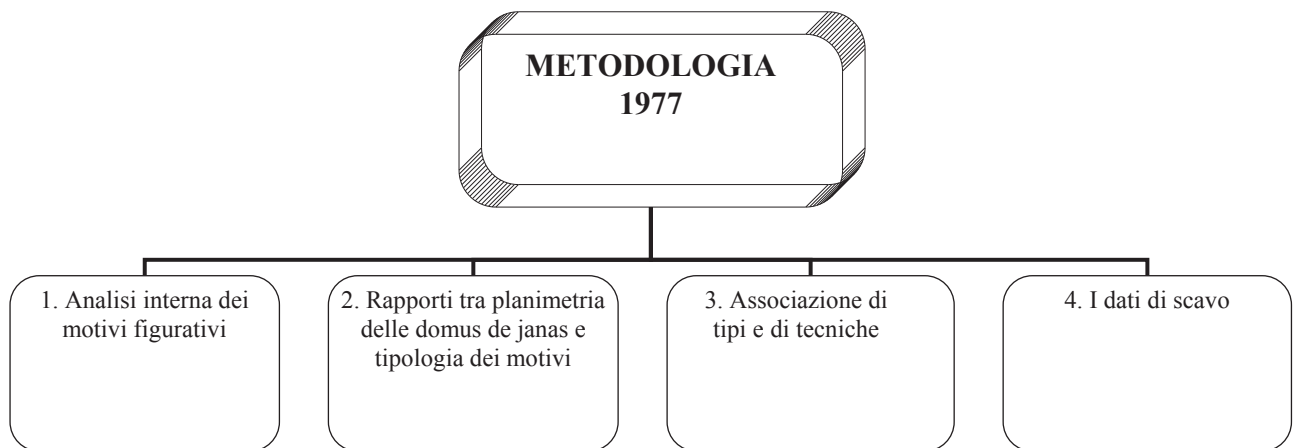 METODOLOGIA
1977
1. Analisi interna dei
motivi figurativi
2. Rapporti tra planimetria
delle domus de janas e
tipologia dei motivi
3. Associazione di
tipi e di tecniche
4. I dati di scavo